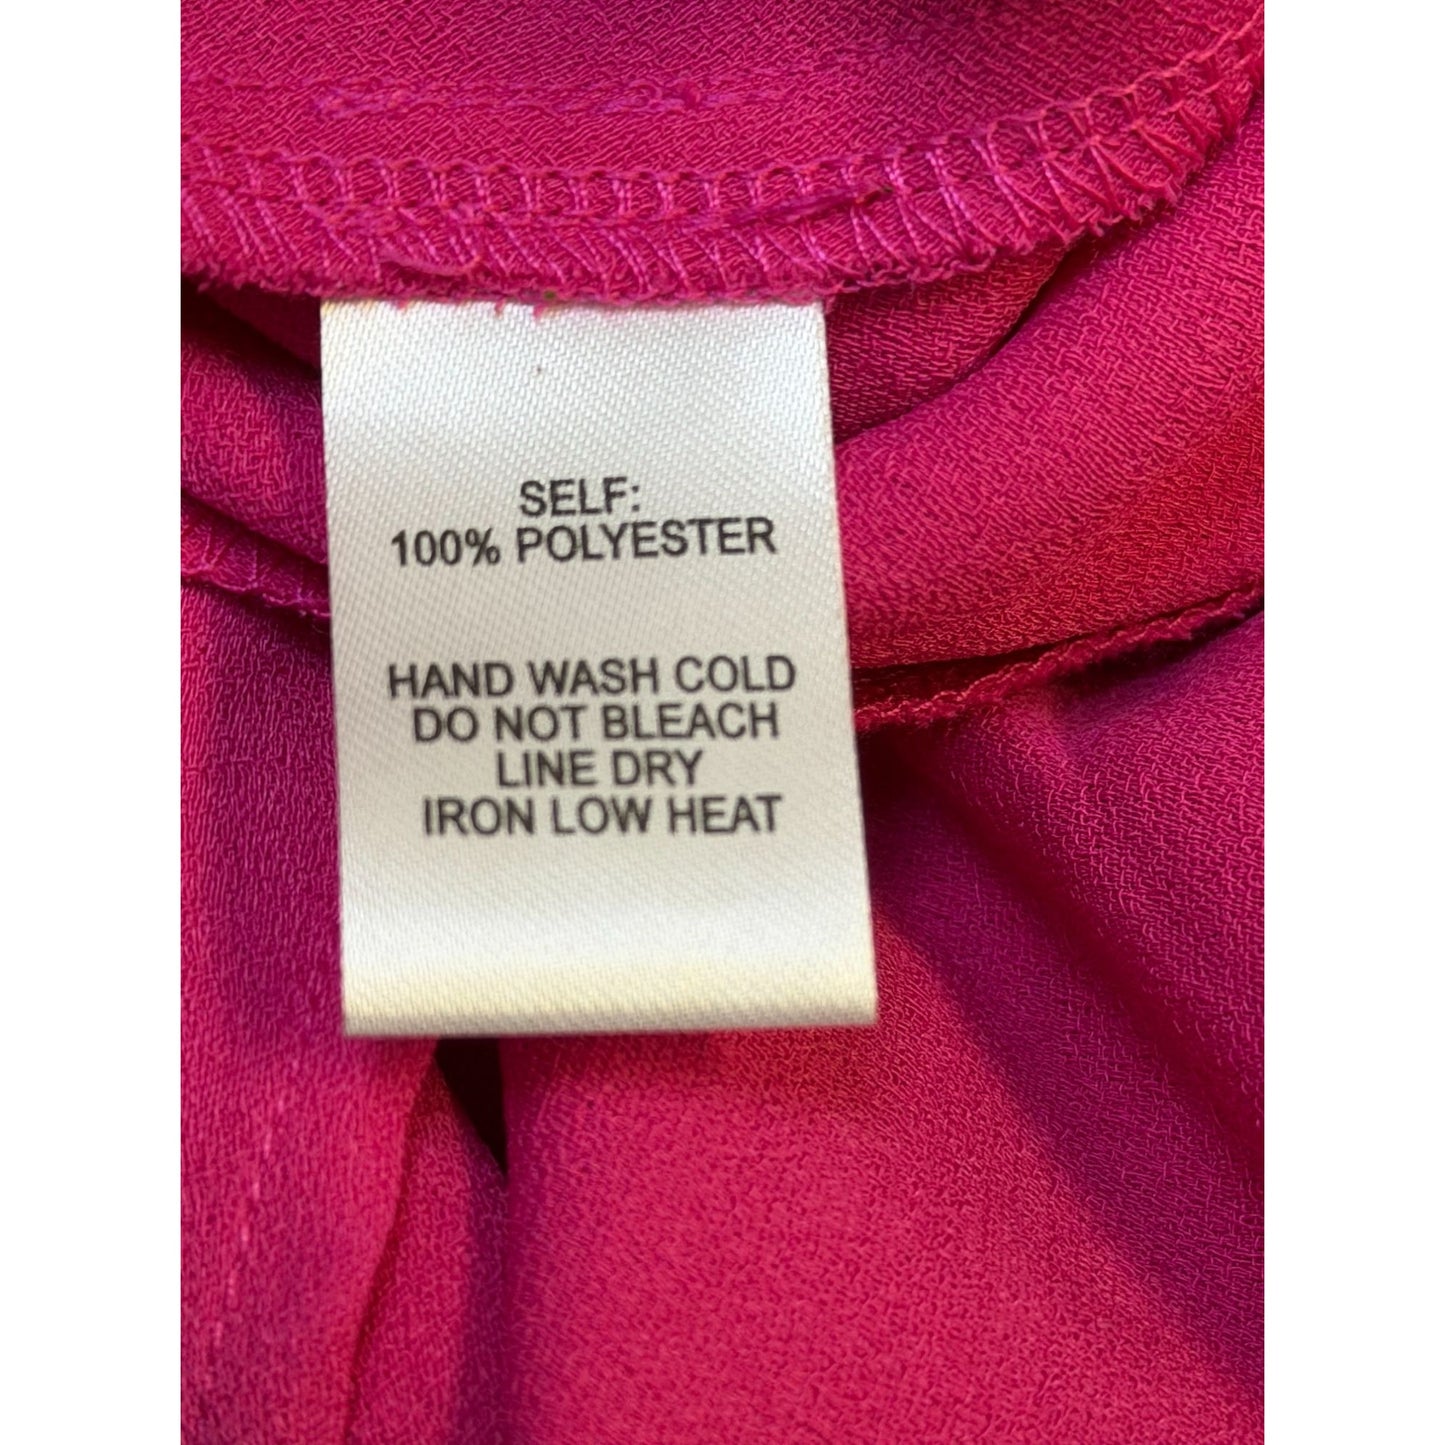 SELF:
100% POLYESTER
HAND WASH COLD
DO NOT BLEACH
LINE DRY
IRON LOW HEAT